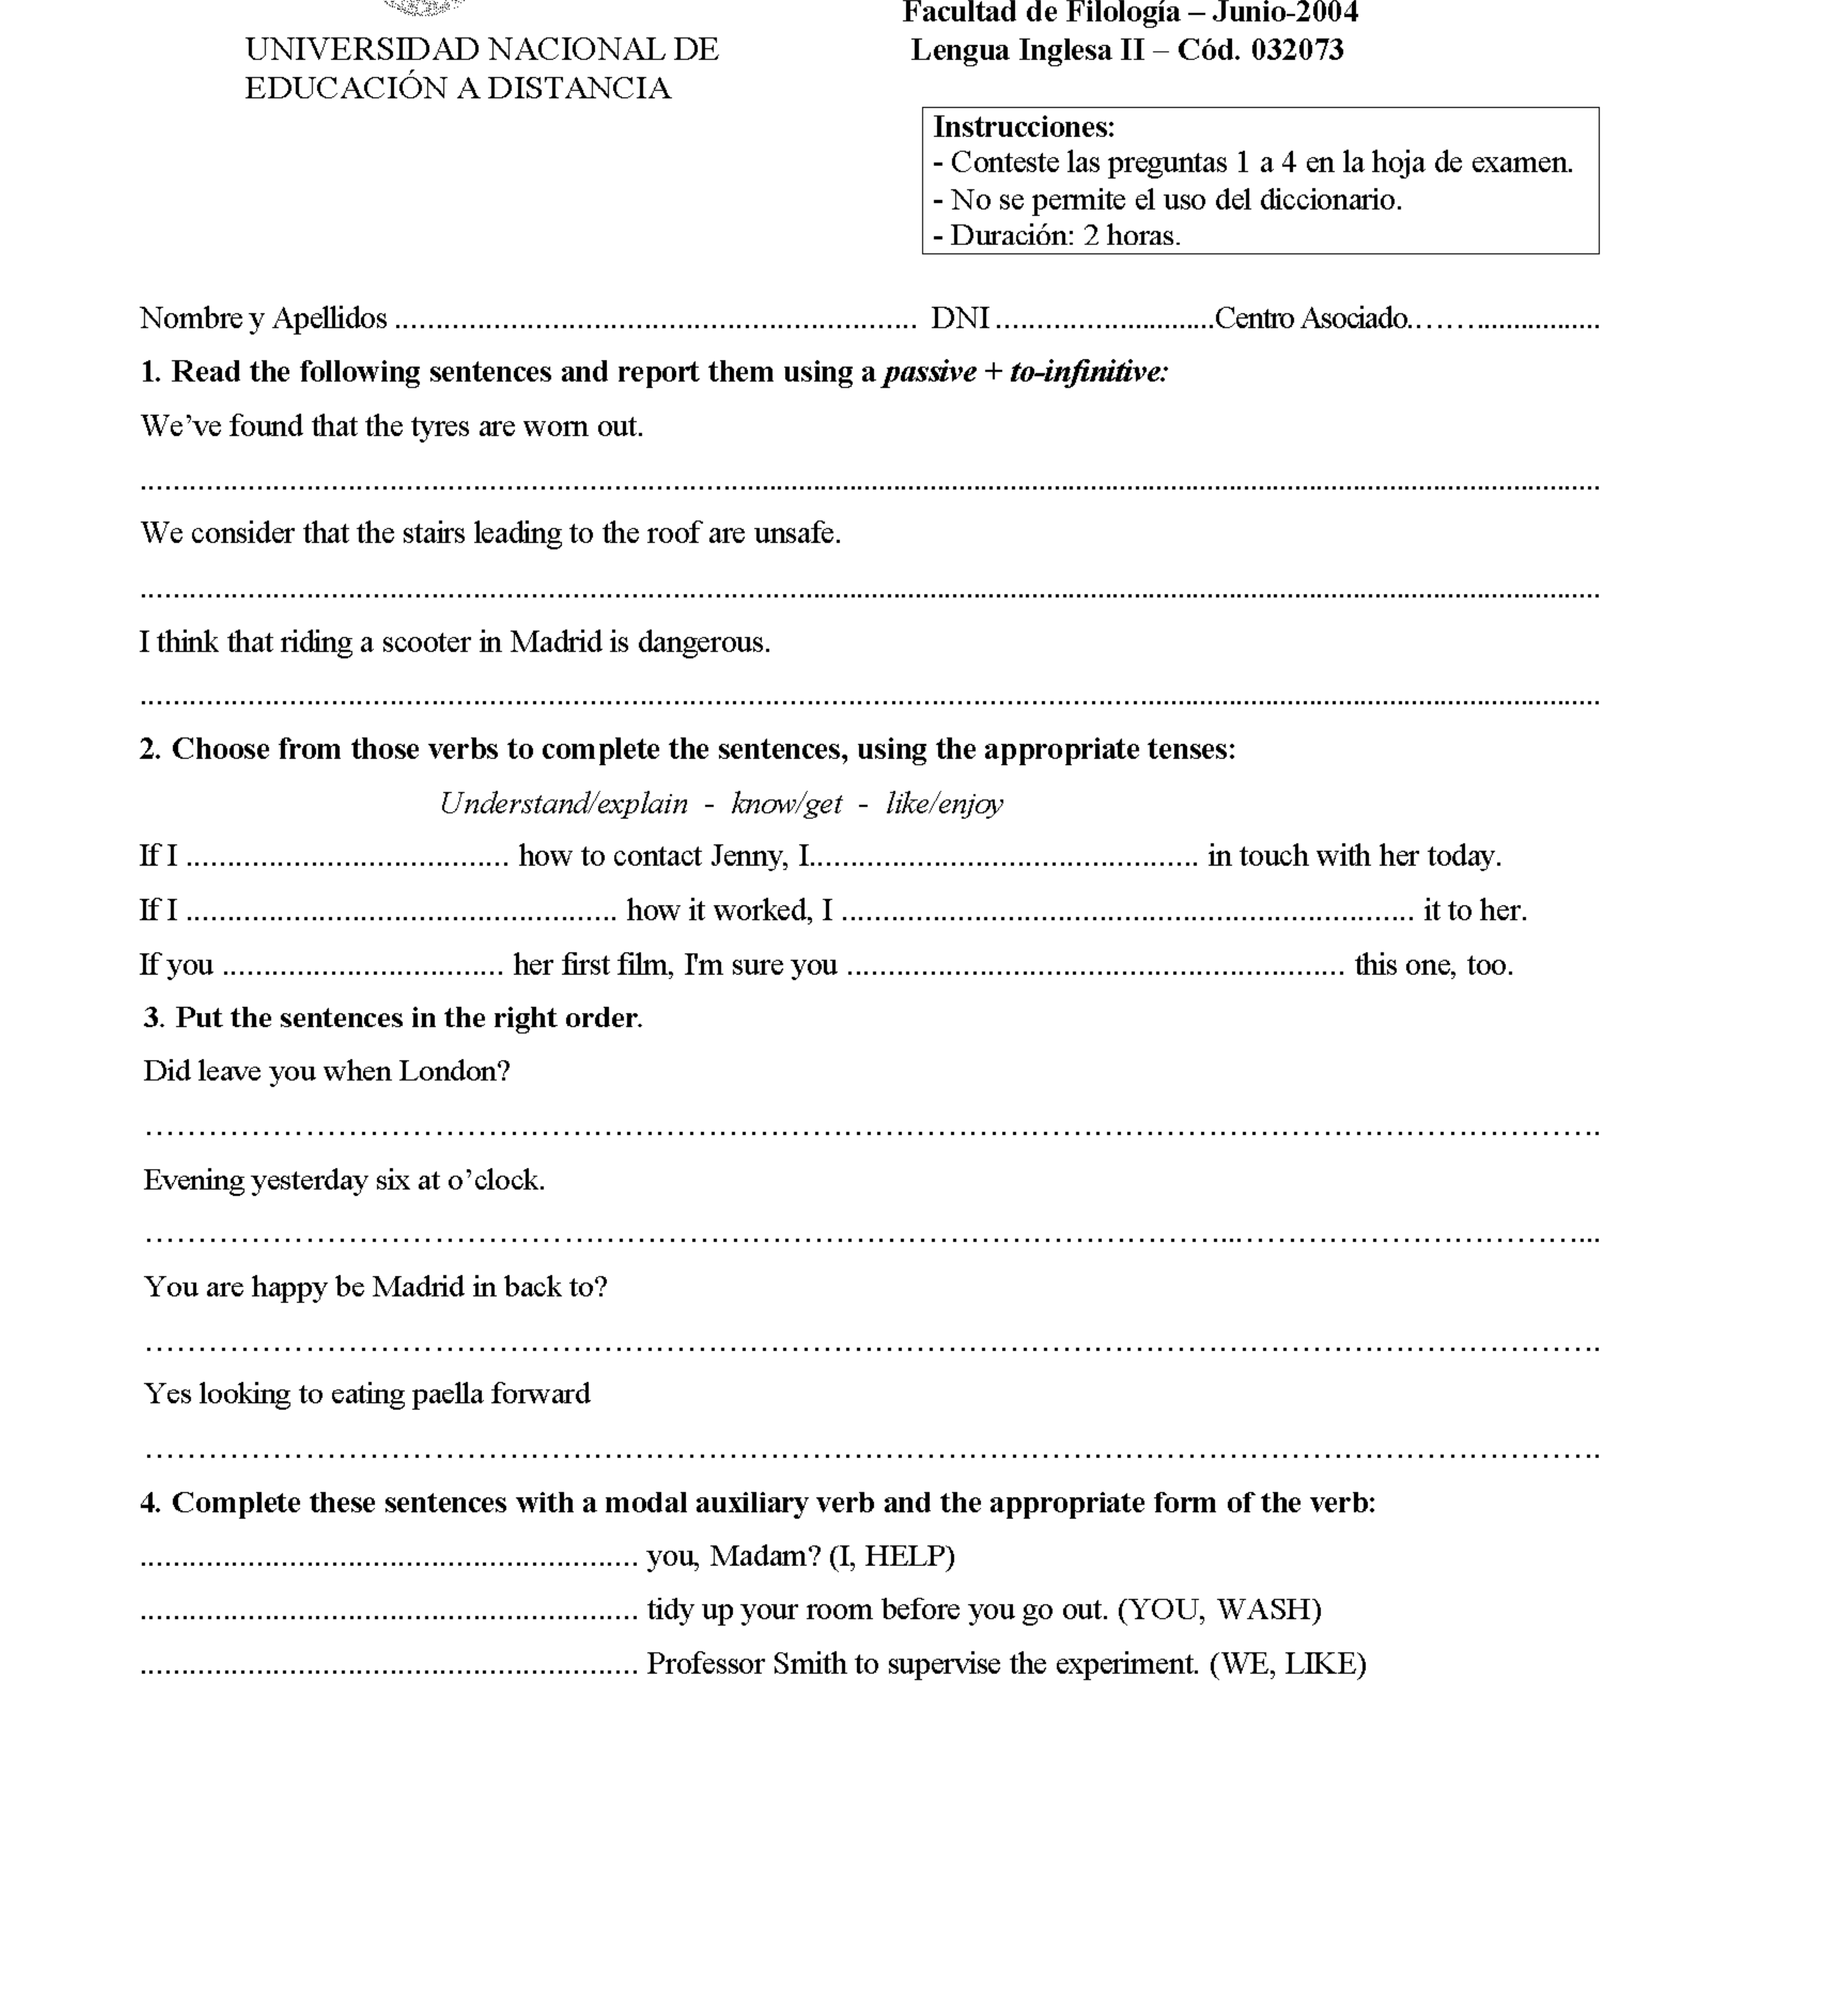 Facultad de Filología – Junio-2004
UNIVERSIDAD NACIONAL DE
EDUCACIÓN A DISTANCIA
Lengua Inglesa II – Cód. 032073
Instrucciones:
- Conteste las preguntas 1 a 4 en la hoja de examen.
- No se permite el uso del diccionario.
- Duración: 2 horas.
Nombre y Apellidos ............................................................... DNI..........................Centro Asociado......................
1. Read the following sentences and report them using a passive + to-infinitive:
We’ve found that the tyres are worn out.
We consider that the stairs leading to the roof are unsafe.
I think that riding a scooter in Madrid is dangerous.
2. Choose from those verbs to complete the sentences, using the appropriate tenses:
Understand/explain - know/get - like/enjoy
If I ....................................... how to contact Jenny, I............................................... in touch with her today.
If I .................................................... how it worked, I ..................................................................... it to her.
If you .................................. her first film, I'm sure you ............................................................ this one, too.
3. Put the sentences in the right order.
Did leave you when London?
Evening yesterday six at o’clock.
You are happy be Madrid in back to?
Yes looking to eating paella forward
4. Complete these sentences with a modal auxiliary verb and the appropriate form of the verb:
............................................................ you, Madam? (I, HELP)
............................................................ tidy up your room before you go out. (YOU, WASH)
............................................................ Professor Smith to supervise the experiment. (WE, LIKE)